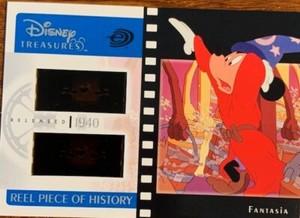 Disney
TREASURES
RELEASED 1940
REEL PIECE OF HISTORY
FANTASIA